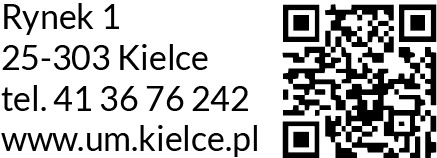 Rynek 1
25-303 Kielce
tel. 41 36 76 242
www.um.kielce.pl